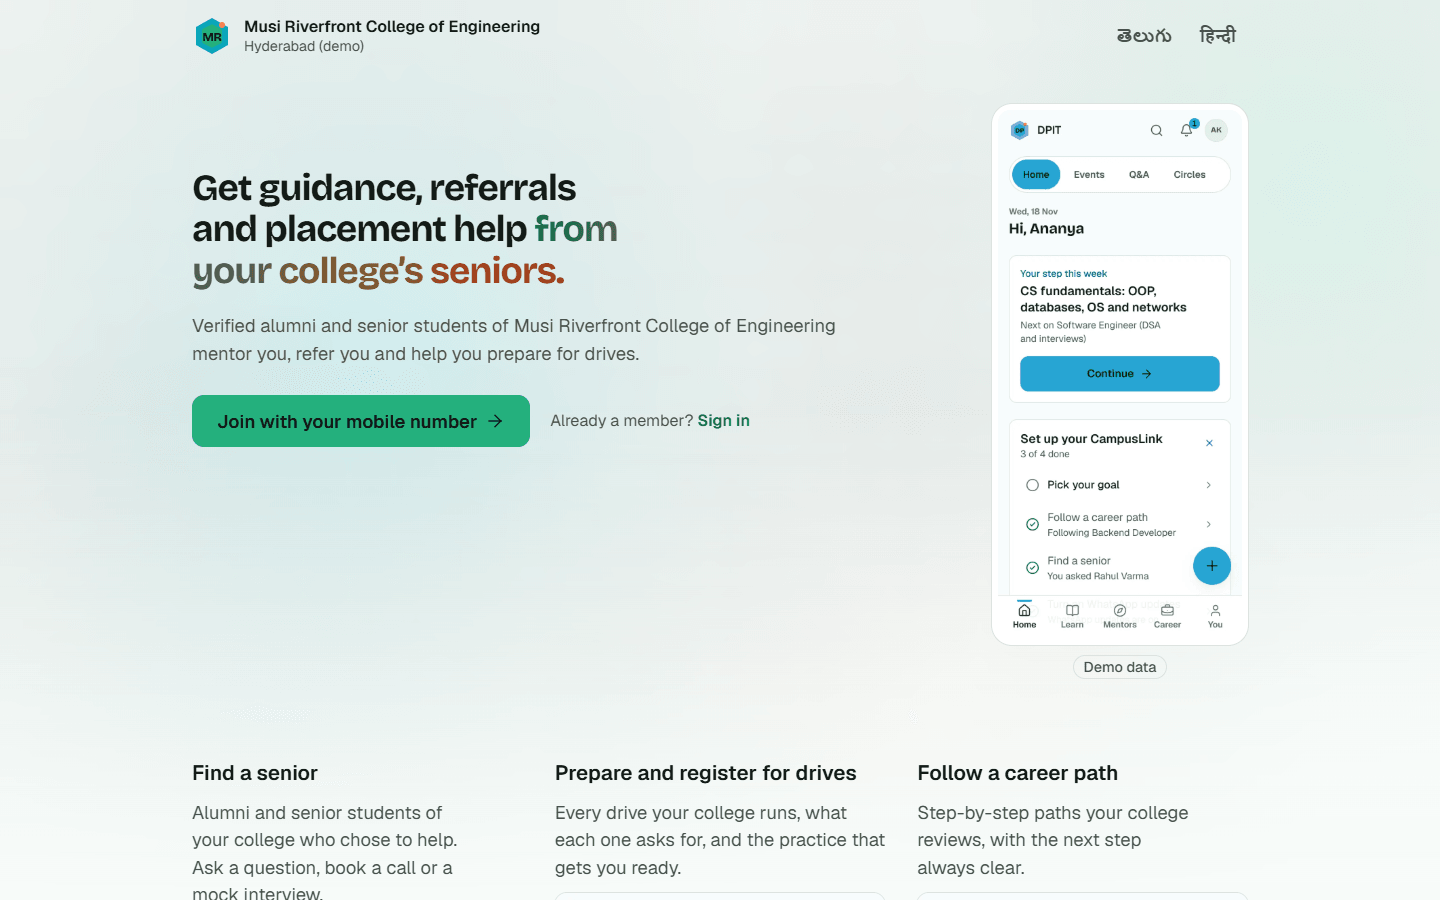 MR
Musi Riverfront College of Engineering
Hyderabad (demo)
తెలుగు
हिन्दी
Get guidance, referrals
and placement help from
your college's seniors.
Verified alumni and senior students of Musi Riverfront College of Engineering
mentor you, refer you and help you prepare for drives.
Join with your mobile number →
Already a member? Sign in
DP DPIT
1
AK
Home Events Q&A Circles
Wed, 18 Nov
Hi, Ananya
Your step this week
CS fundamentals: OOP,
databases, OS and networks
Next on Software Engineer (DSA
and interviews)
Continue →
Set up your CampusLink
3 of 4 done
Pick your goal
Follow a career path
Following Backend Developer
Find a senior
You asked Rahul Varma
Home Learn Mentors Career You
Demo data
Find a senior
Alumni and senior students of
your college who chose to help.
Ask a question, book a call or a
mock interview.
Prepare and register for drives
Every drive your college runs, what
each one asks for, and the practice that
gets you ready.
Follow a career path
Step-by-step paths your college
reviews, with the next step
always clear.